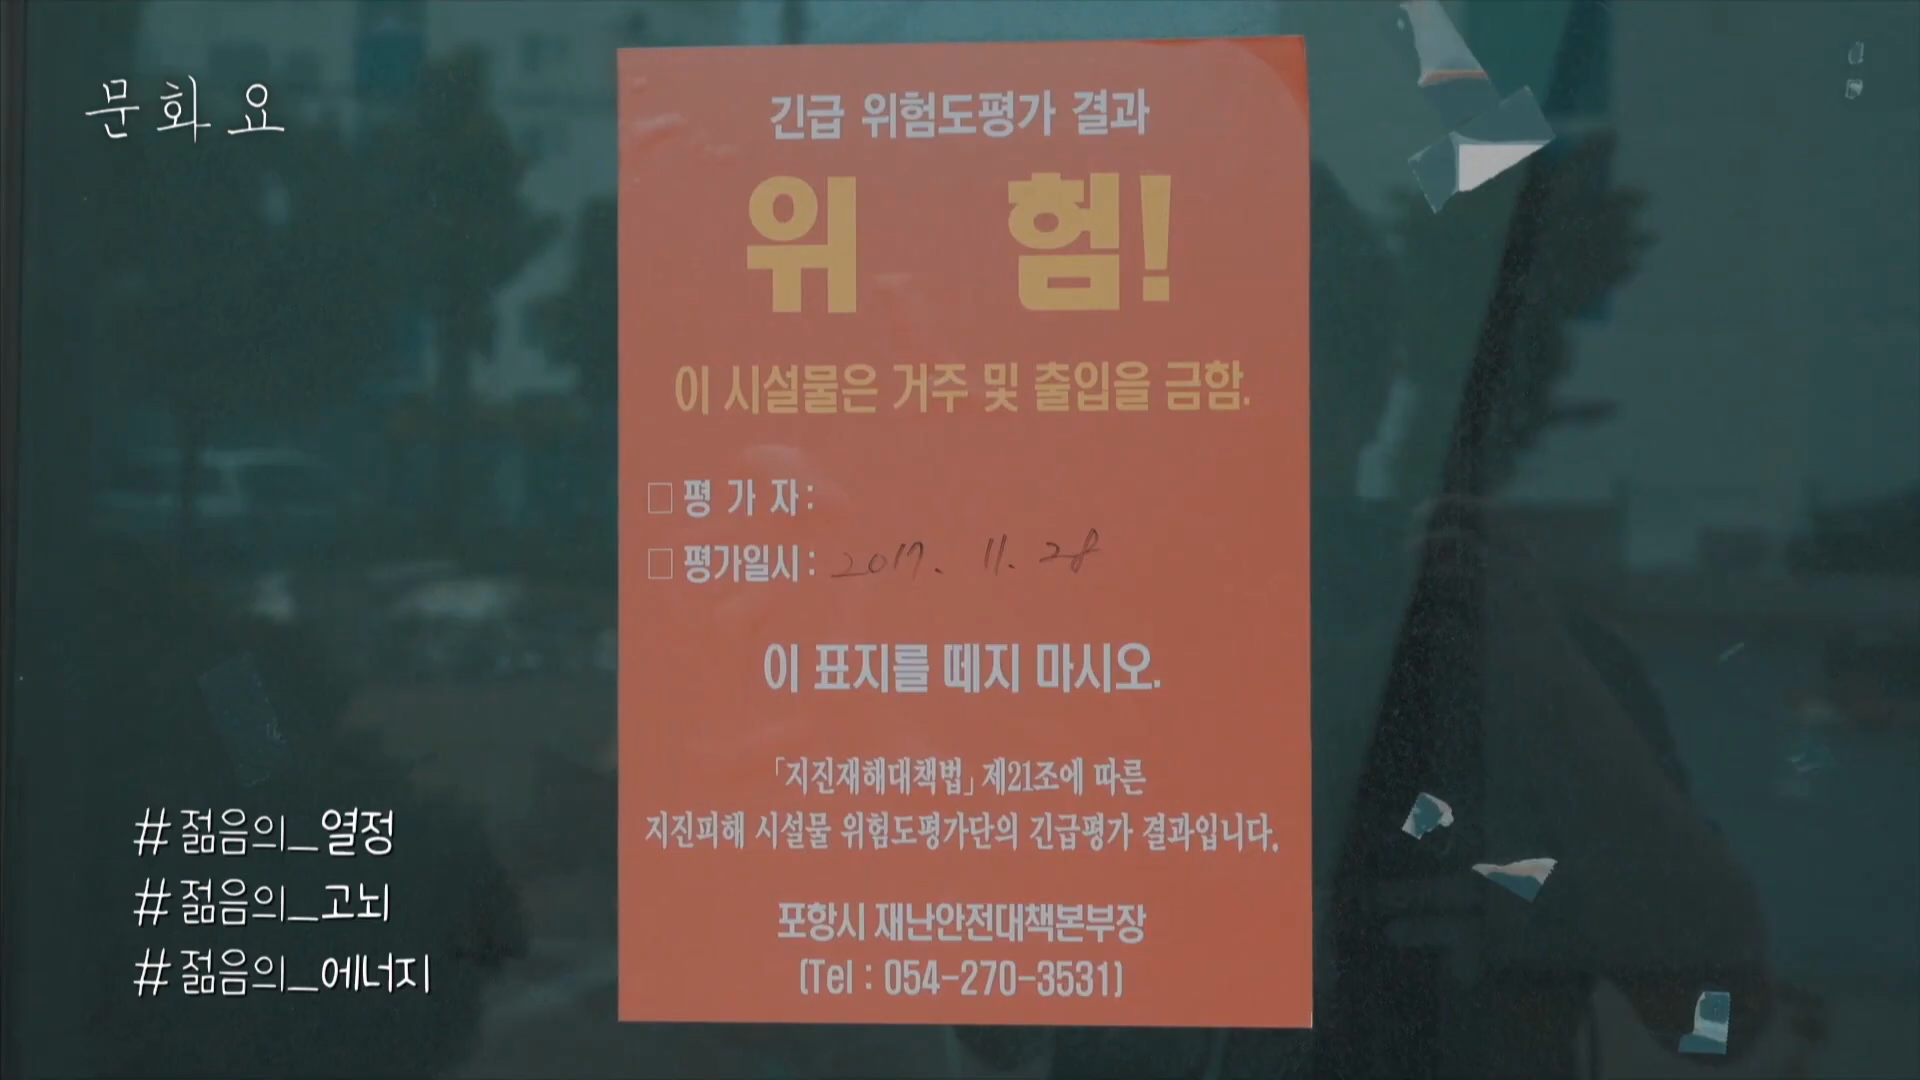 문화요
긴급 위험도평가 결과
위 험!
이 시설물은 거주 및 출입을 금함.
□ 평 가 자:
□ 평가일시: 2017. 11. 28
이 표지를 떼지 마시오.
「지진재해대책법」제21조에 따른
지진피해 시설물 위험도평가단의 긴급평가 결과입니다.
포항시 재난안전대책본부장
(Tel : 054-270-3531)
#젊음의_열정
#젊음의_고뇌
#젊음의_에너지